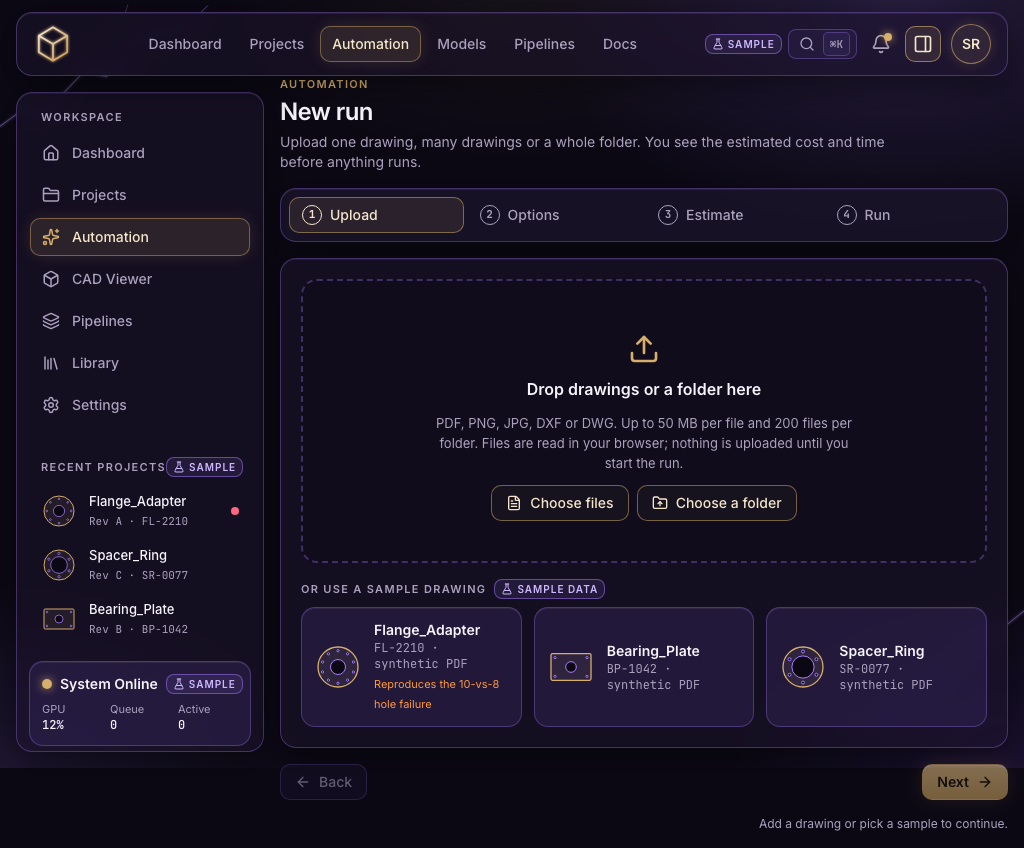 Dashboard
Projects
Automation
Models
Pipelines
Docs
SAMPLE
⌘K
SR
WORKSPACE
Dashboard
Projects
Automation
CAD Viewer
Pipelines
Library
Settings
RECENT PROJECTS
SAMPLE
Flange_Adapter
Rev A · FL-2210
Spacer_Ring
Rev C · SR-0077
Bearing_Plate
Rev B · BP-1042
System Online
SAMPLE
GPU
Queue
Active
12%
0
0
AUTOMATION
New run
Upload one drawing, many drawings or a whole folder. You see the estimated cost and time
before anything runs.
1 Upload
2 Options
3 Estimate
4 Run
Drop drawings or a folder here
PDF, PNG, JPG, DXF or DWG. Up to 50 MB per file and 200 files per
folder. Files are read in your browser; nothing is uploaded until you
start the run.
Choose files
Choose a folder
OR USE A SAMPLE DRAWING
SAMPLE DATA
Flange_Adapter
FL-2210 ·
synthetic PDF
Reproduces the 10-vs-8
hole failure
Bearing_Plate
BP-1042 ·
synthetic PDF
Spacer_Ring
SR-0077 ·
synthetic PDF
Back
Next
Add a drawing or pick a sample to continue.